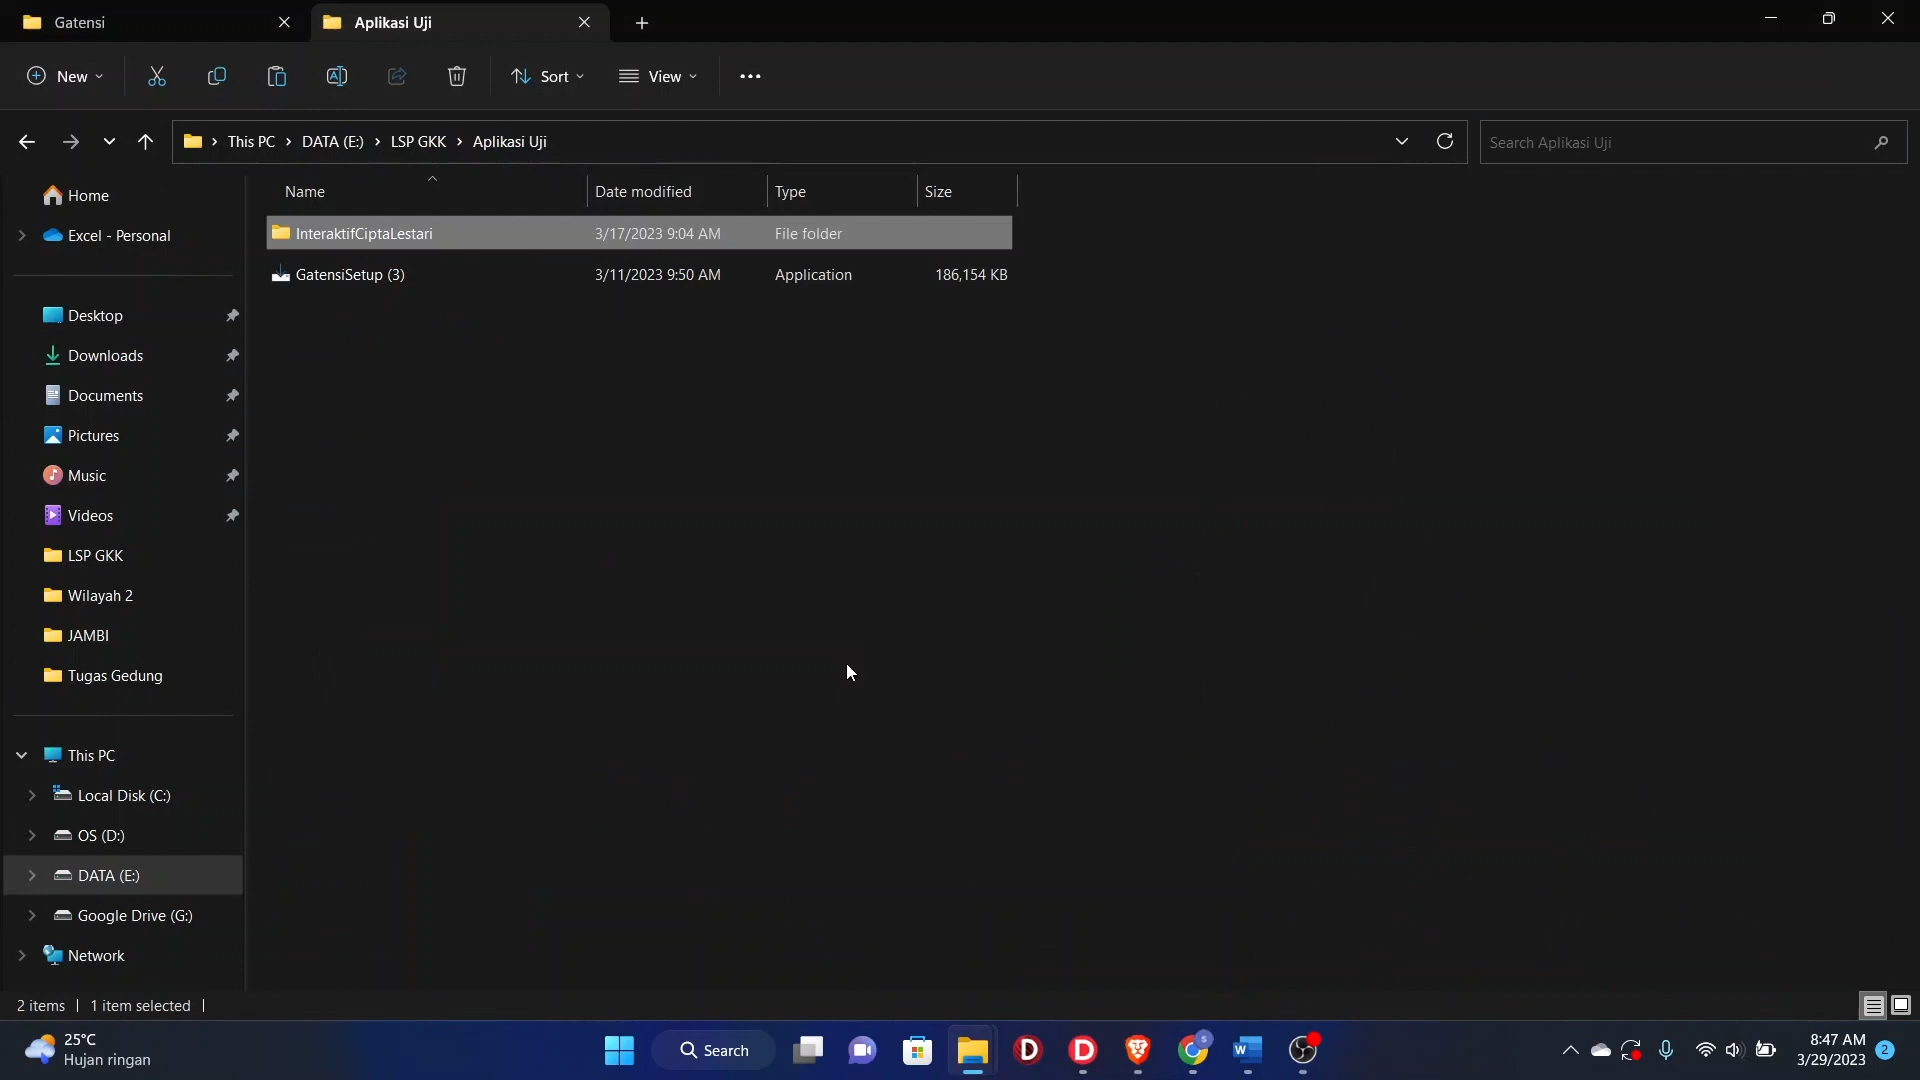 Gatensi
Aplikasi Uji
New
Sort
View
This PC > DATA (E:) > LSP GKK > Aplikasi Uji
Search Aplikasi Uji
Home
Excel - Personal
Desktop
Downloads
Documents
Pictures
Music
Videos
LSP GKK
Wilayah 2
JAMBI
Tugas Gedung
This PC
Local Disk (C:)
OS (D:)
DATA (E:)
Google Drive (G:)
Network
Name Date modified Type Size
InteraktifCiptaLestari 3/17/2023 9:04 AM File folder
GatensiSetup (3) 3/11/2023 9:50 AM Application 186,154 KB
2 items 1 item selected
25°C
Hujan ringan
Search
8:47 AM
3/29/2023
2